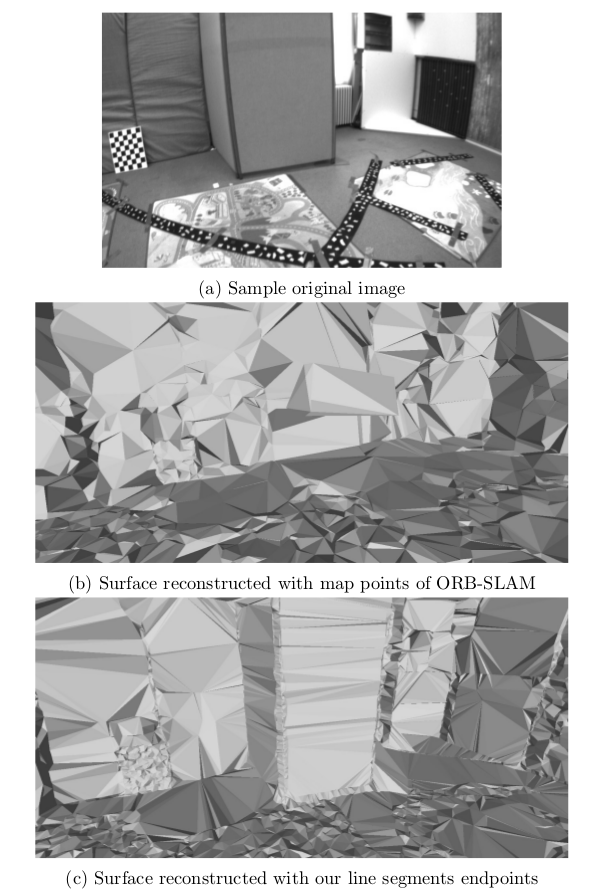 (a) Sample original image
(b) Surface reconstructed with map points of ORB-SLAM
(c) Surface reconstructed with our line segments endpoints